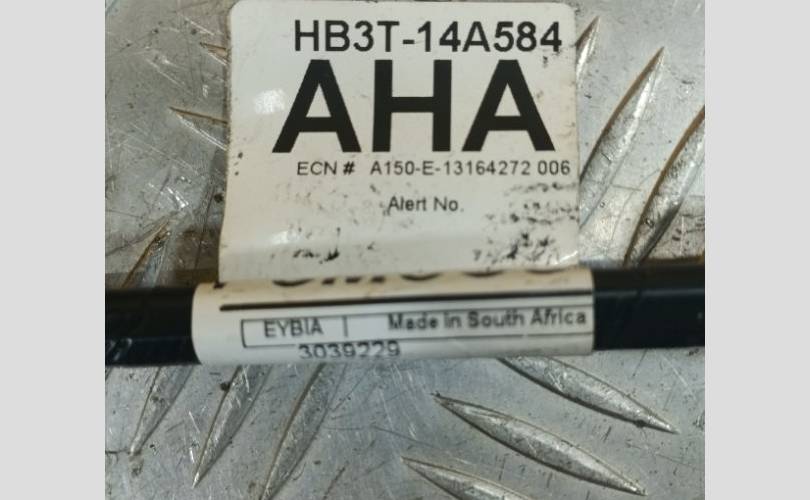 HB3T-14A584
AHA
ECN # A150-E-13164272 006
Alert No.
EYBIA | Made in South Africa
3039229